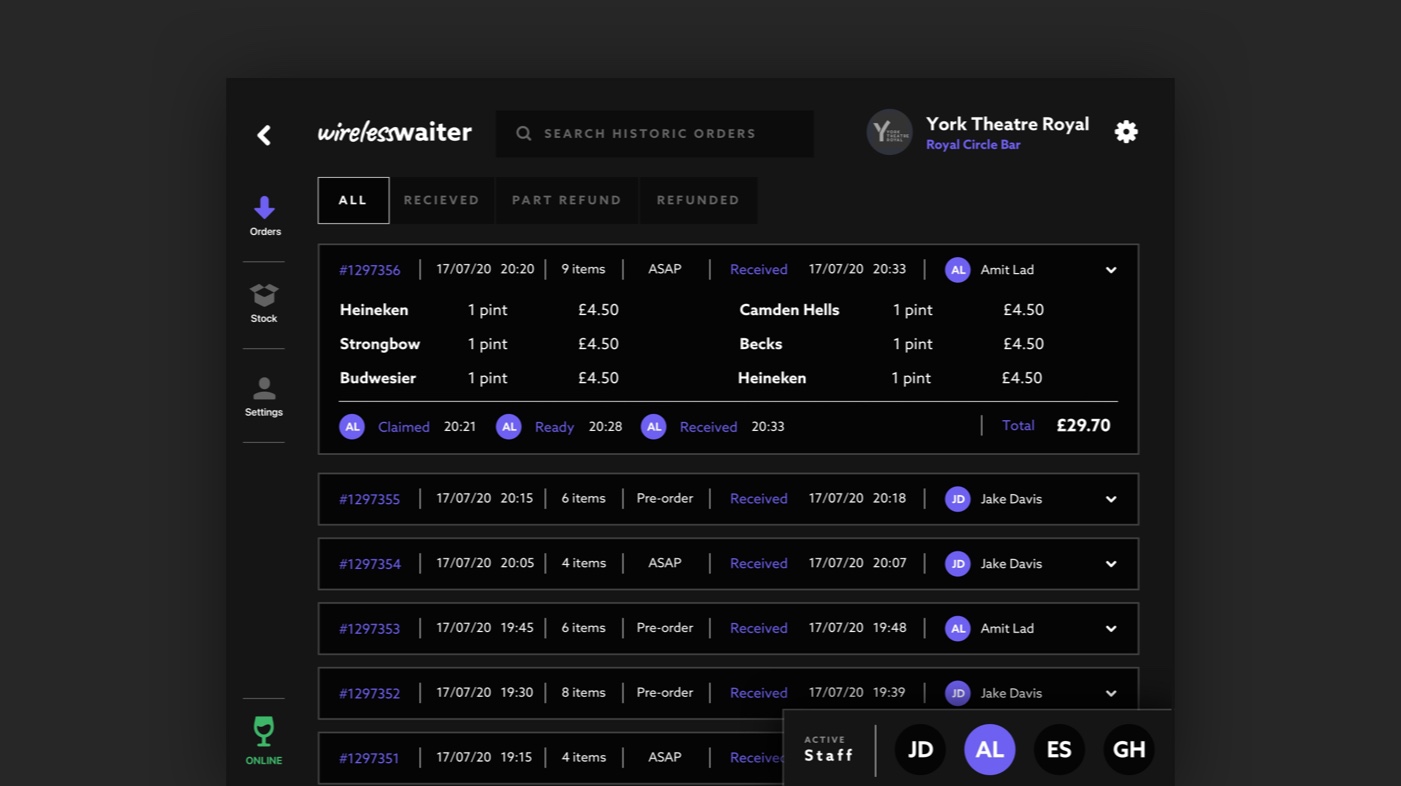 wirelesswaiter
SEARCH HISTORIC ORDERS
YORK THEATRE ROYAL
York Theatre Royal
Royal Circle Bar
ALL RECIEVED PART REFUND REFUNDED
Orders
Stock
Settings
ONLINE
#1297356 17/07/20 20:20 9 items ASAP Received 17/07/20 20:33 AL Amit Lad
Heineken 1 pint £4.50 Camden Hells 1 pint £4.50
Strongbow 1 pint £4.50 Becks 1 pint £4.50
Budwesier 1 pint £4.50 Heineken 1 pint £4.50
AL Claimed 20:21 AL Ready 20:28 AL Received 20:33 Total £29.70
#1297355 17/07/20 20:15 6 items Pre-order Received 17/07/20 20:18 JD Jake Davis
#1297354 17/07/20 20:05 4 items ASAP Received 17/07/20 20:07 JD Jake Davis
#1297353 17/07/20 19:45 6 items Pre-order Received 17/07/20 19:48 AL Amit Lad
#1297352 17/07/20 19:30 8 items Pre-order Received 17/07/20 19:39 JD Jake Davis
#1297351 17/07/20 19:15 4 items ASAP Received
ACTIVE
Staff
JD AL ES GH